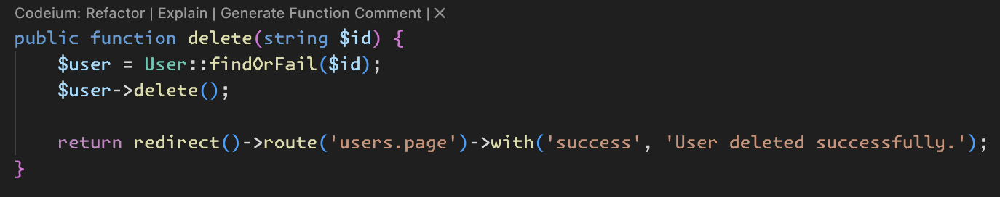 Codeium: Refactor | Explain | Generate Function Comment | ×
public function delete(string $id) {
    $user = User::findOrFail($id);
    $user->delete();

    return redirect()->route('users.page')->with('success', 'User deleted successfully.');
}